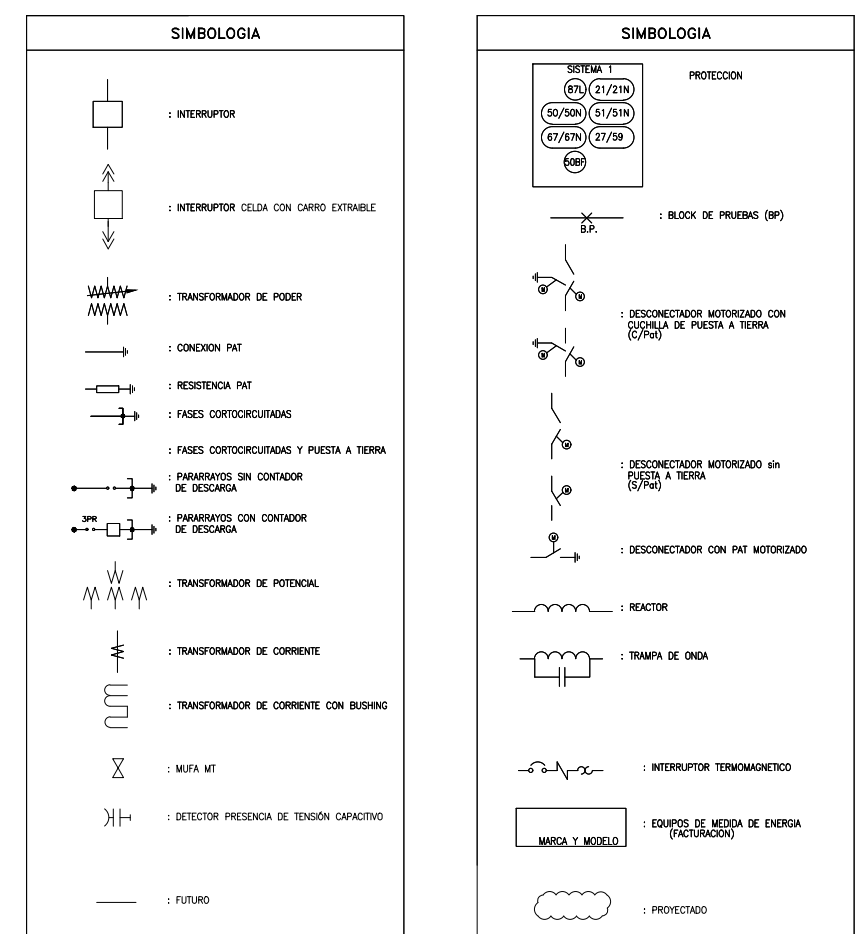 SIMBOLOGIA
: INTERRUPTOR
: INTERRUPTOR CELDA CON CARRO EXTRAIBLE
: TRANSFORMADOR DE PODER
: CONEXION PAT
: RESISTENCIA PAT
: FASES CORTOCIRCUITADAS
: FASES CORTOCIRCUITADAS Y PUESTA A TIERRA
: PARARRAYOS SIN CONTADOR
DE DESCARGA
3PR
: PARARRAYOS CON CONTADOR
DE DESCARGA
: TRANSFORMADOR DE POTENCIAL
: TRANSFORMADOR DE CORRIENTE
: TRANSFORMADOR DE CORRIENTE CON BUSHING
: MUFA MT
: DETECTOR PRESENCIA DE TENSIÓN CAPACITIVO
: FUTURO
SIMBOLOGIA
SISTEMA 1
PROTECCION
87L 21/21N
50/50N 51/51N
67/67N 27/59
50BF
: BLOCK DE PRUEBAS (BP)
B.P.
M M
: DESCONECTADOR MOTORIZADO CON
CUCHILLA DE PUESTA A TIERRA
(C/Pat)
M M
M
: DESCONECTADOR MOTORIZADO sin
PUESTA A TIERRA
(S/Pat)
M
M
: DESCONECTADOR CON PAT MOTORIZADO
: REACTOR
: TRAMPA DE ONDA
: INTERRUPTOR TERMOMAGNETICO
: EQUIPOS DE MEDIDA DE ENERGIA
(FACTURACION)
MARCA Y MODELO
: PROYECTADO